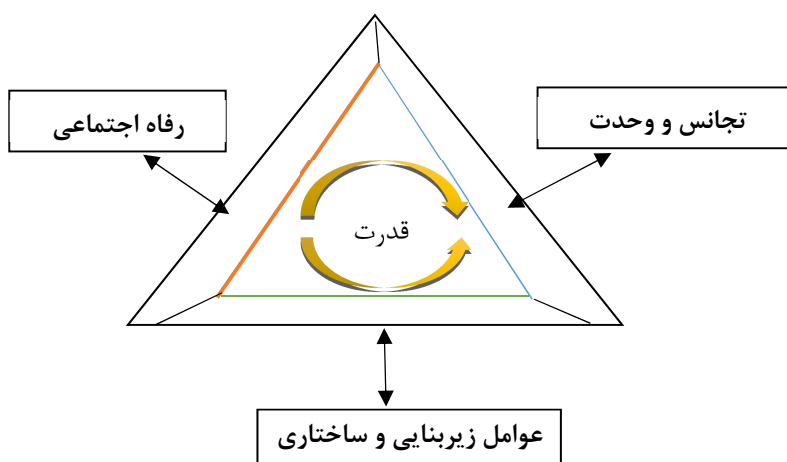 تجانس و وحدت
رفاه اجتماعی
قدرت
عوامل زیربنایی و ساختاری